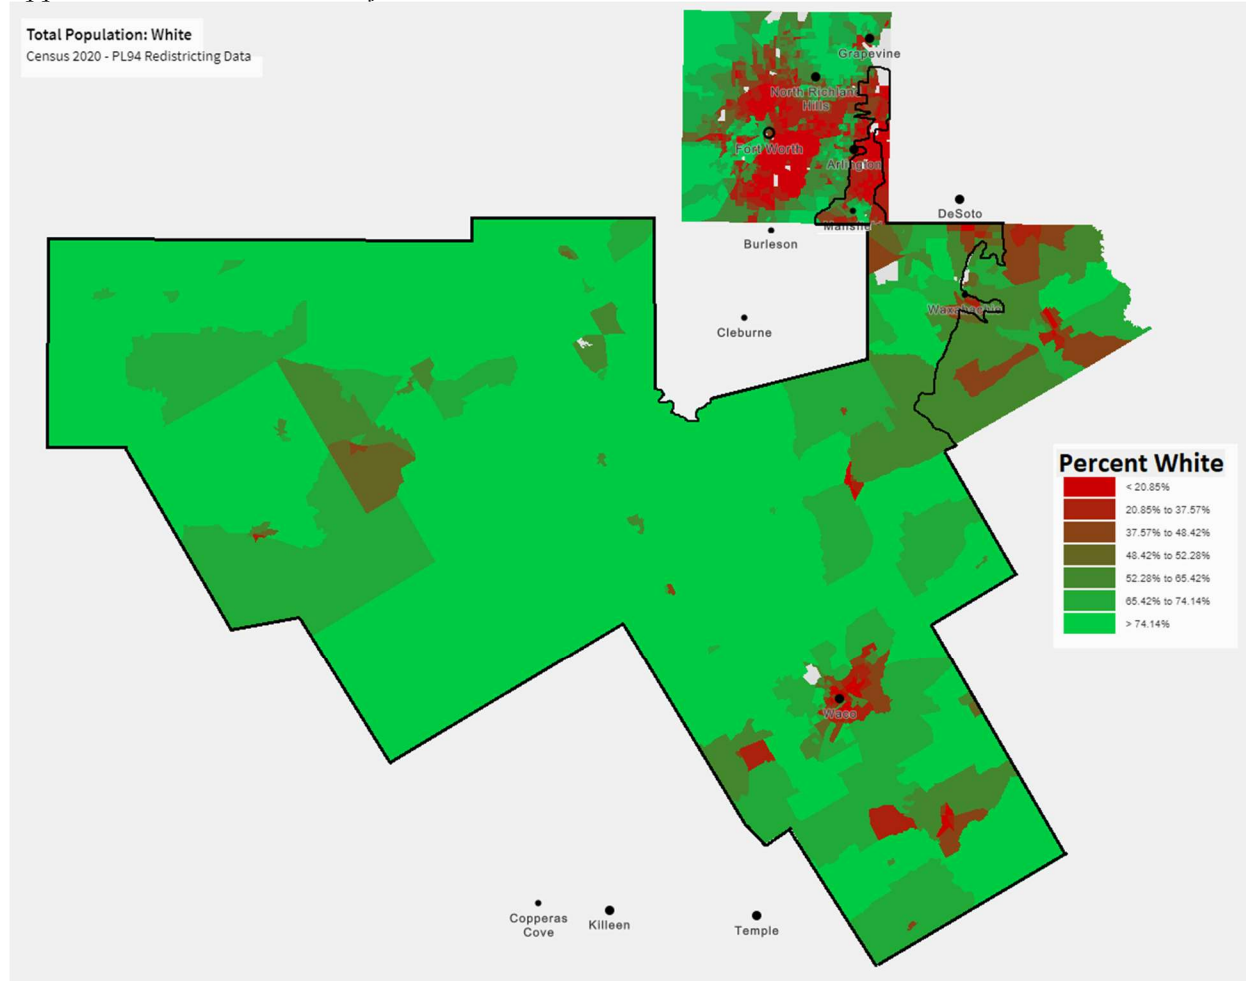 Total Population: White
Census 2020 - PL94 Redistricting Data
Grapevine
North Richland
Hills
Fort Worth
Arlington
DeSoto
Mansfield
Burleson
Waxahachie
Cleburne
Percent White
< 20.85%
20.85% to 37.57%
37.57% to 48.42%
48.42% to 52.28%
52.28% to 65.42%
65.42% to 74.14%
> 74.14%
Waco
Copperas
Cove
Killeen
Temple